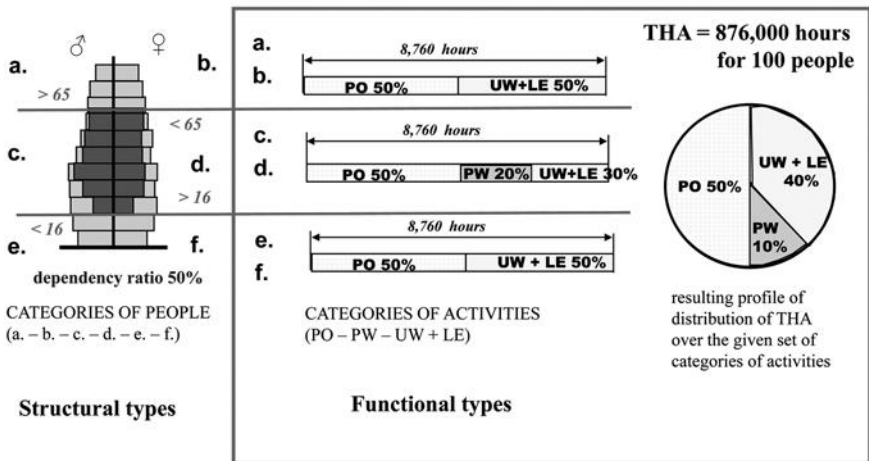 ♂ ♀
a.
b.
> 65
< 65
c.
d.
> 16
< 16
e.
f.
dependency ratio 50%
CATEGORIES OF PEOPLE
(a. – b. – c. – d. – e. – f.)
Structural types
a.
8,760 hours
b.
PO 50% UW+LE 50%
c.
8,760 hours
d.
PO 50% PW 20% UW+LE 30%
e.
8,760 hours
f.
PO 50% UW + LE 50%
CATEGORIES OF ACTIVITIES
(PO – PW – UW + LE)
Functional types
THA = 876,000 hours
for 100 people
UW + LE
40%
PO 50%
PW
10%
resulting profile of
distribution of THA
over the given set of
categories of activities